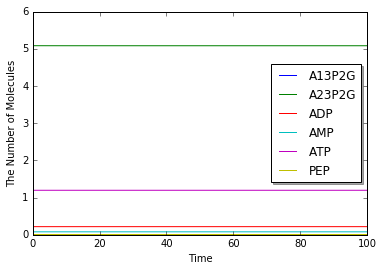 6
5
4
3
2
1
0
The Number of Molecules
A13P2G
A23P2G
ADP
AMP
ATP
PEP
0 20 40 60 80 100
Time